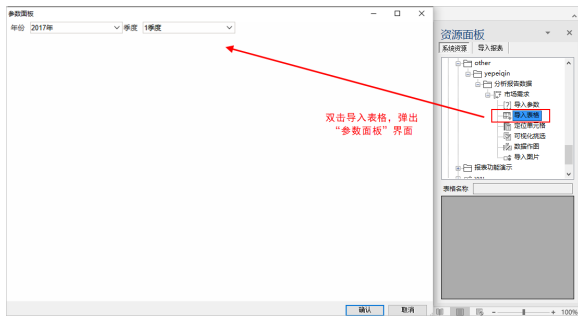 参数面板
年份 2017年 季度 1季度
双击导入表格，弹出
“参数面板”界面
确认 取消
资源面板
系统资源 导入报表
other
yepeiqin
分析报告数据
市场需求
导入参数
导入表格
定位单元格
可视化挑选
数据作图
导入图片
报表功能演示
表格名称
100%